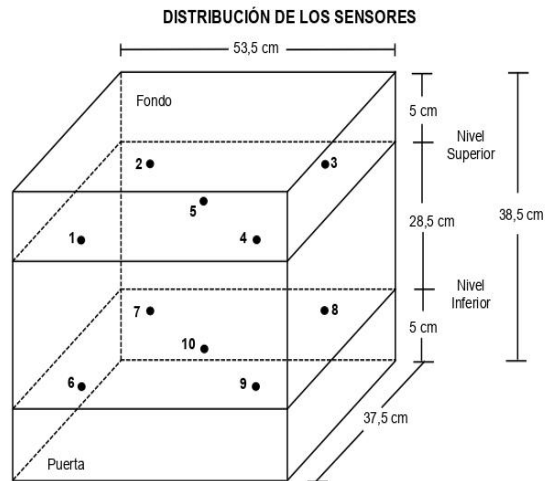 DISTRIBUCIÓN DE LOS SENSORES
53,5 cm
Fondo
5 cm
Nivel
Superior
2
3
5
1
4
28,5 cm
38,5 cm
Nivel
Inferior
7
8
5 cm
10
6
9
37,5 cm
Puerta